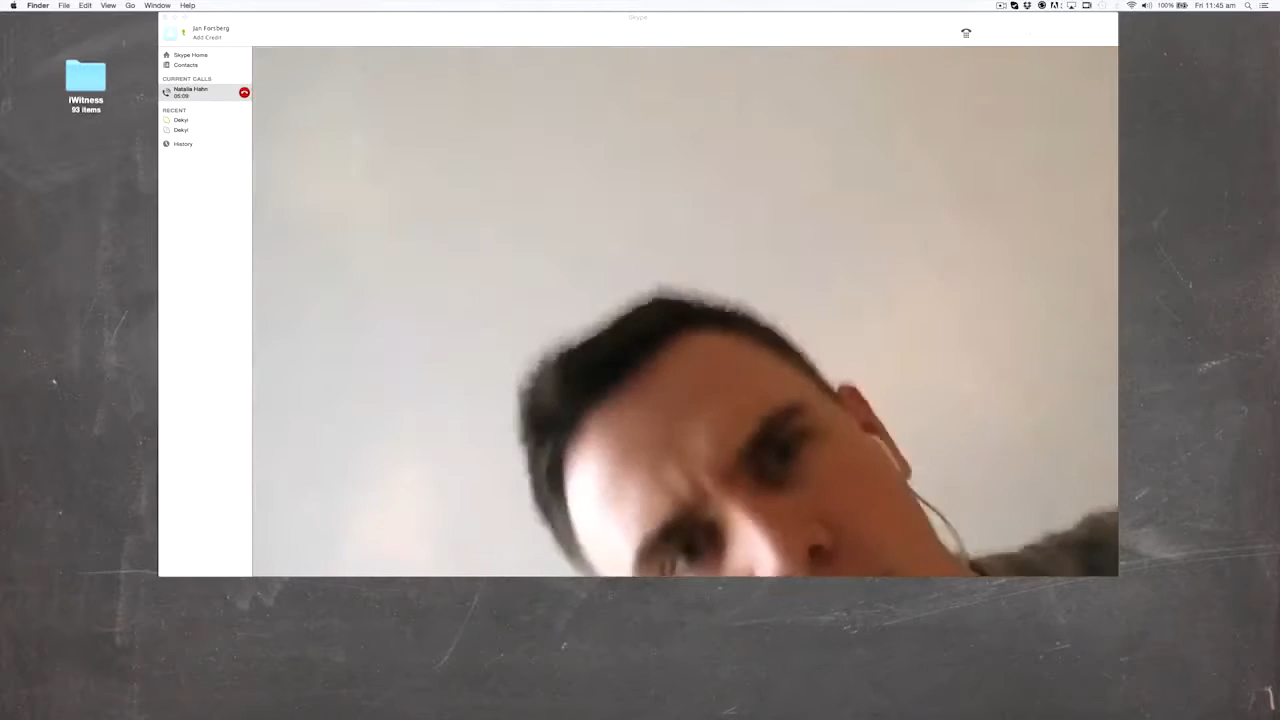 Finder File Edit View Go Window Help
100% Fri 11:45 am
Skype
Jan Forsberg
Add Credit
Skype Home
Contacts
CURRENT CALLS
Natalia Hahn
05:09
RECENT
Dekyi
Dekyi
History
iWitness
93 items